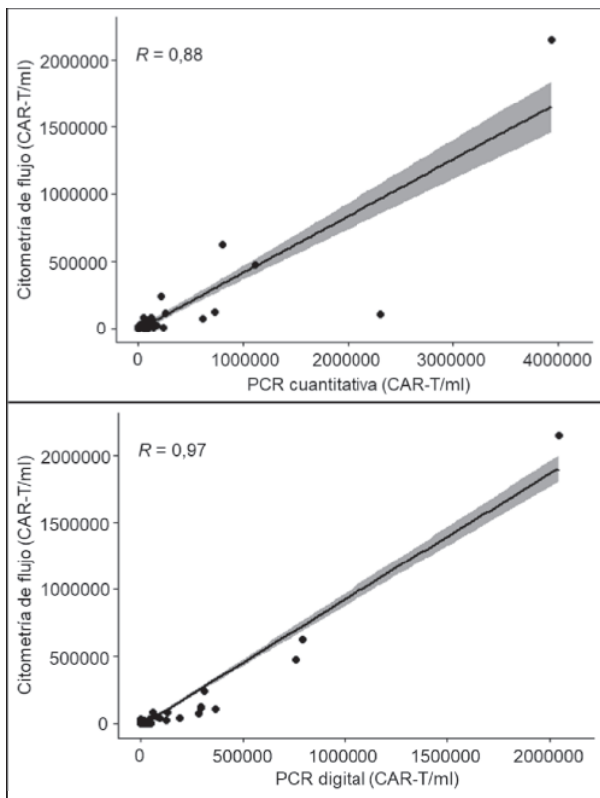 R = 0,88
Citometría de flujo (CAR-T/ml)
2000000
1500000
1000000
500000
0
0 1000000 2000000 3000000 4000000
PCR cuantitativa (CAR-T/ml)
R = 0,97
Citometría de flujo (CAR-T/ml)
2000000
1500000
1000000
500000
0
0 500000 1000000 1500000 2000000
PCR digital (CAR-T/ml)